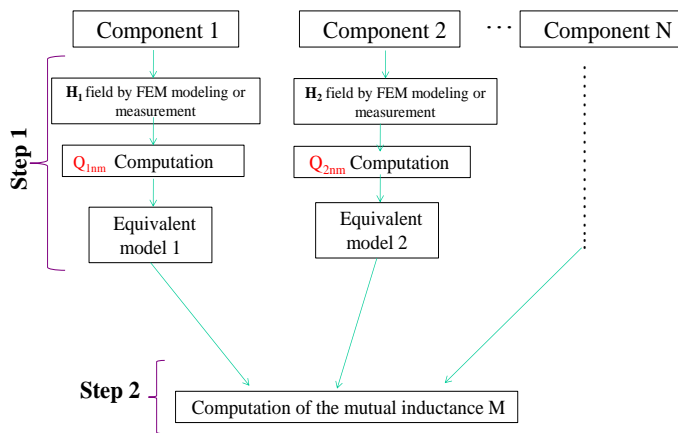 Component 1
Component 2
...
Component N
Step 1
H1 field by FEM modeling or
measurement
H2 field by FEM modeling or
measurement
Q1nm Computation
Q2nm Computation
Equivalent
model 1
Equivalent
model 2
Step 2
Computation of the mutual inductance M